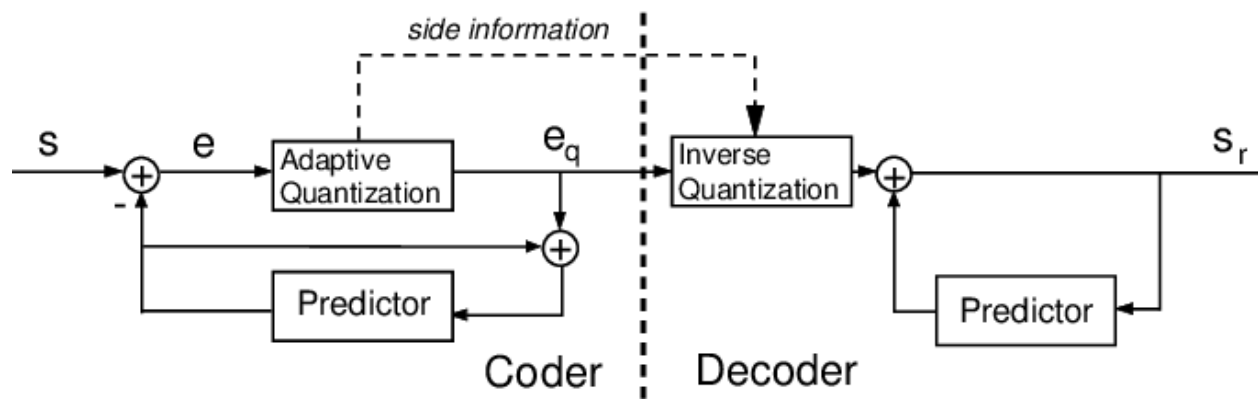 side information
s
e
Adaptive
Quantization
e_q
Inverse
Quantization
s_r
+
+
-
+
Predictor
Predictor
Coder
Decoder